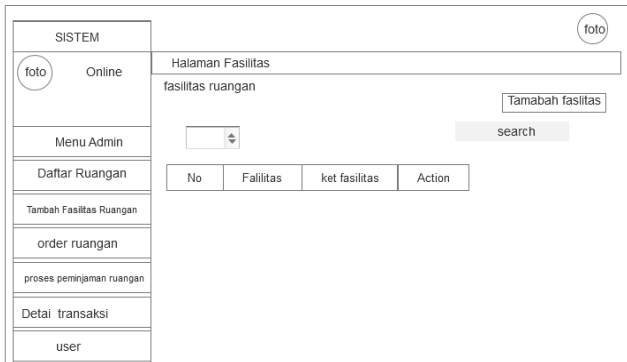 SISTEM
foto
foto
Online
Halaman Fasilitas
fasilitas ruangan
Tamabah faslitas
search
Menu Admin
Daftar Ruangan
No Falilitas ket fasilitas Action
Tambah Fasilitas Ruangan
order ruangan
proses peminjaman ruangan
Detai transaksi
user